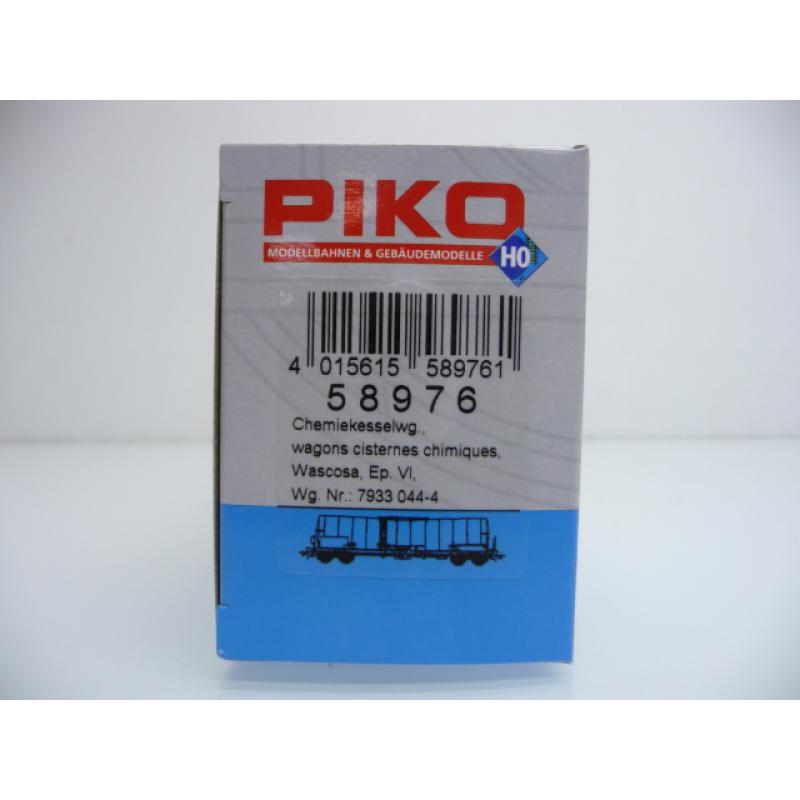 PIKO
MODELLBAHNEN & GEBÄUDEMODELLE
H0
4 015615 589761
58976
Chemiekesselwg.,
wagons cisternes chimiques,
Wascosa, Ep. VI,
Wg. Nr.: 7933 044-4